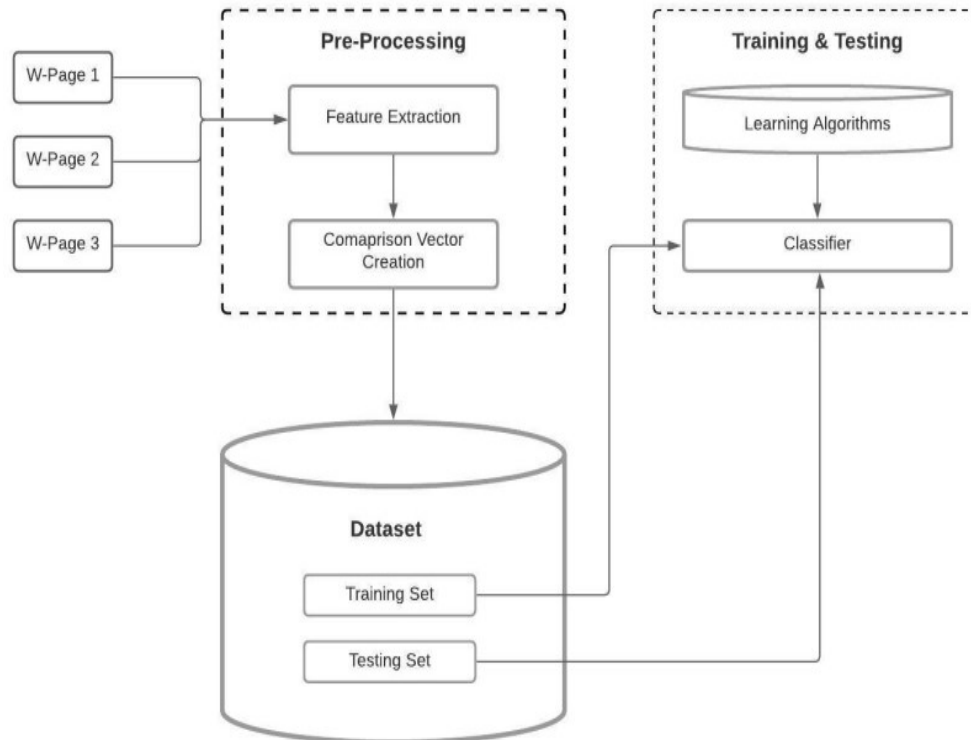 Pre-Processing
Training & Testing
W-Page 1
W-Page 2
W-Page 3
Feature Extraction
Comaprison Vector
Creation
Learning Algorithms
Classifier
Dataset
Training Set
Testing Set